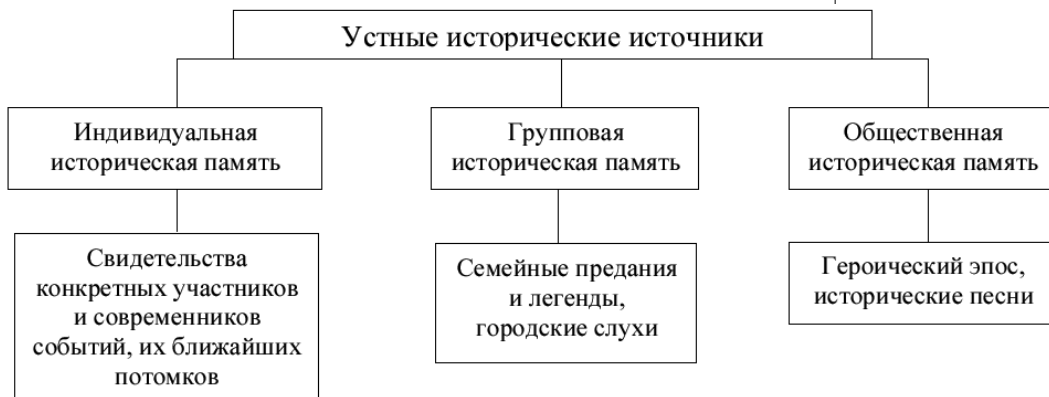 Устные исторические источники
Индивидуальная
историческая память
Групповая
историческая память
Общественная
историческая память
Свидетельства
конкретных участников
и современников
событий, их ближайших
потомков
Семейные предания
и легенды,
городские слухи
Героический эпос,
исторические песни